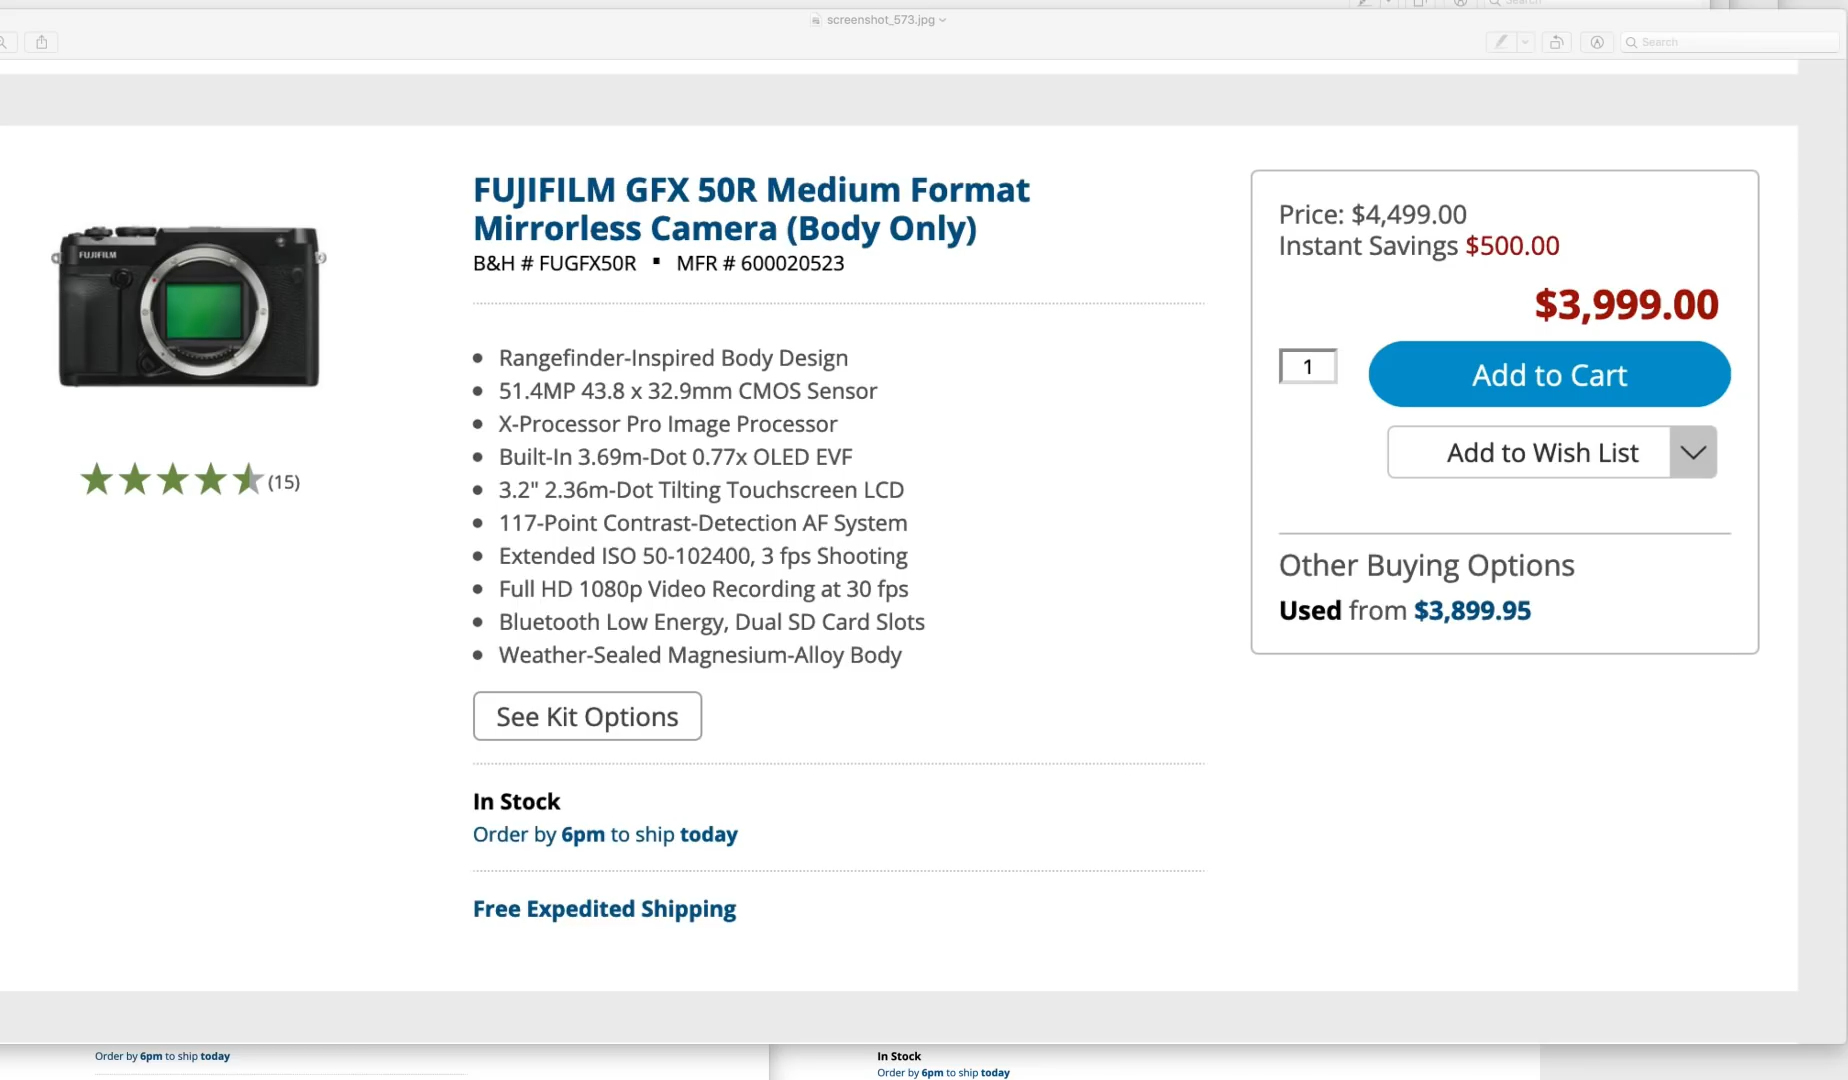 Search
screenshot_573.jpg
Search
FUJIFILM GFX 50R Medium Format
Mirrorless Camera (Body Only)
B&H # FUGFX50R ▪ MFR # 600020523
FUJIFILM
(15)
• Rangefinder-Inspired Body Design
• 51.4MP 43.8 x 32.9mm CMOS Sensor
• X-Processor Pro Image Processor
• Built-In 3.69m-Dot 0.77x OLED EVF
• 3.2" 2.36m-Dot Tilting Touchscreen LCD
• 117-Point Contrast-Detection AF System
• Extended ISO 50-102400, 3 fps Shooting
• Full HD 1080p Video Recording at 30 fps
• Bluetooth Low Energy, Dual SD Card Slots
• Weather-Sealed Magnesium-Alloy Body
See Kit Options
In Stock
Order by 6pm to ship today
Free Expedited Shipping
Price: $4,499.00
Instant Savings $500.00
$3,999.00
1
Add to Cart
Add to Wish List
Other Buying Options
Used from $3,899.95
Order by 6pm to ship today
In Stock
Order by 6pm to ship today